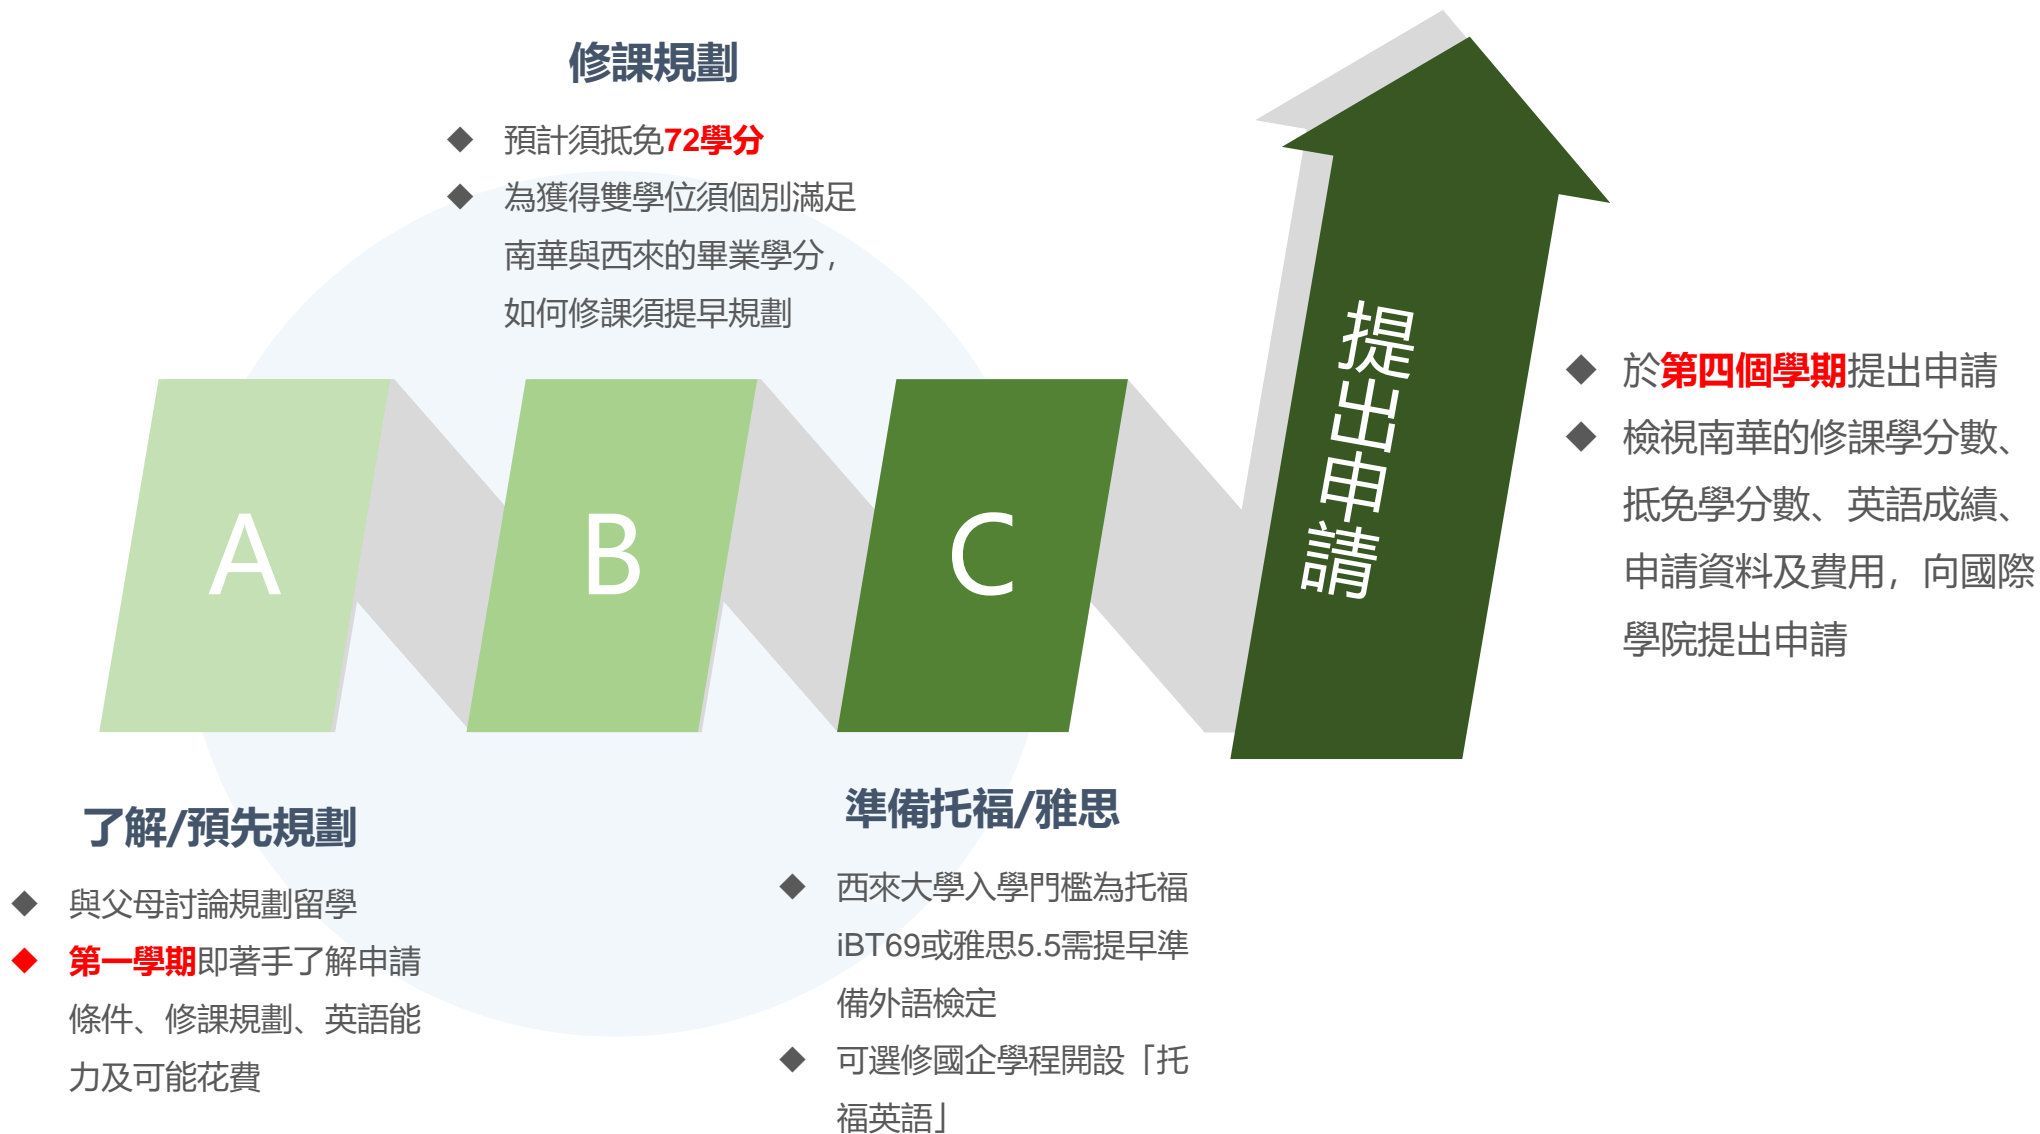 修課規劃
預計須抵免72學分
為獲得雙學位須個別滿足
南華與西來的畢業學分，
如何修課須提早規劃
A
B
C
提出申請
於第四個學期提出申請
檢視南華的修課學分數、
抵免學分數、英語成績、
申請資料及費用，向國際
學院提出申請
了解/預先規劃
與父母討論規劃留學
第一學期即著手了解申請
條件、修課規劃、英語能
力及可能花費
準備托福/雅思
西來大學入學門檻為托福
iBT69或雅思5.5需提早準
備外語檢定
可選修國企學程開設「托
福英語」